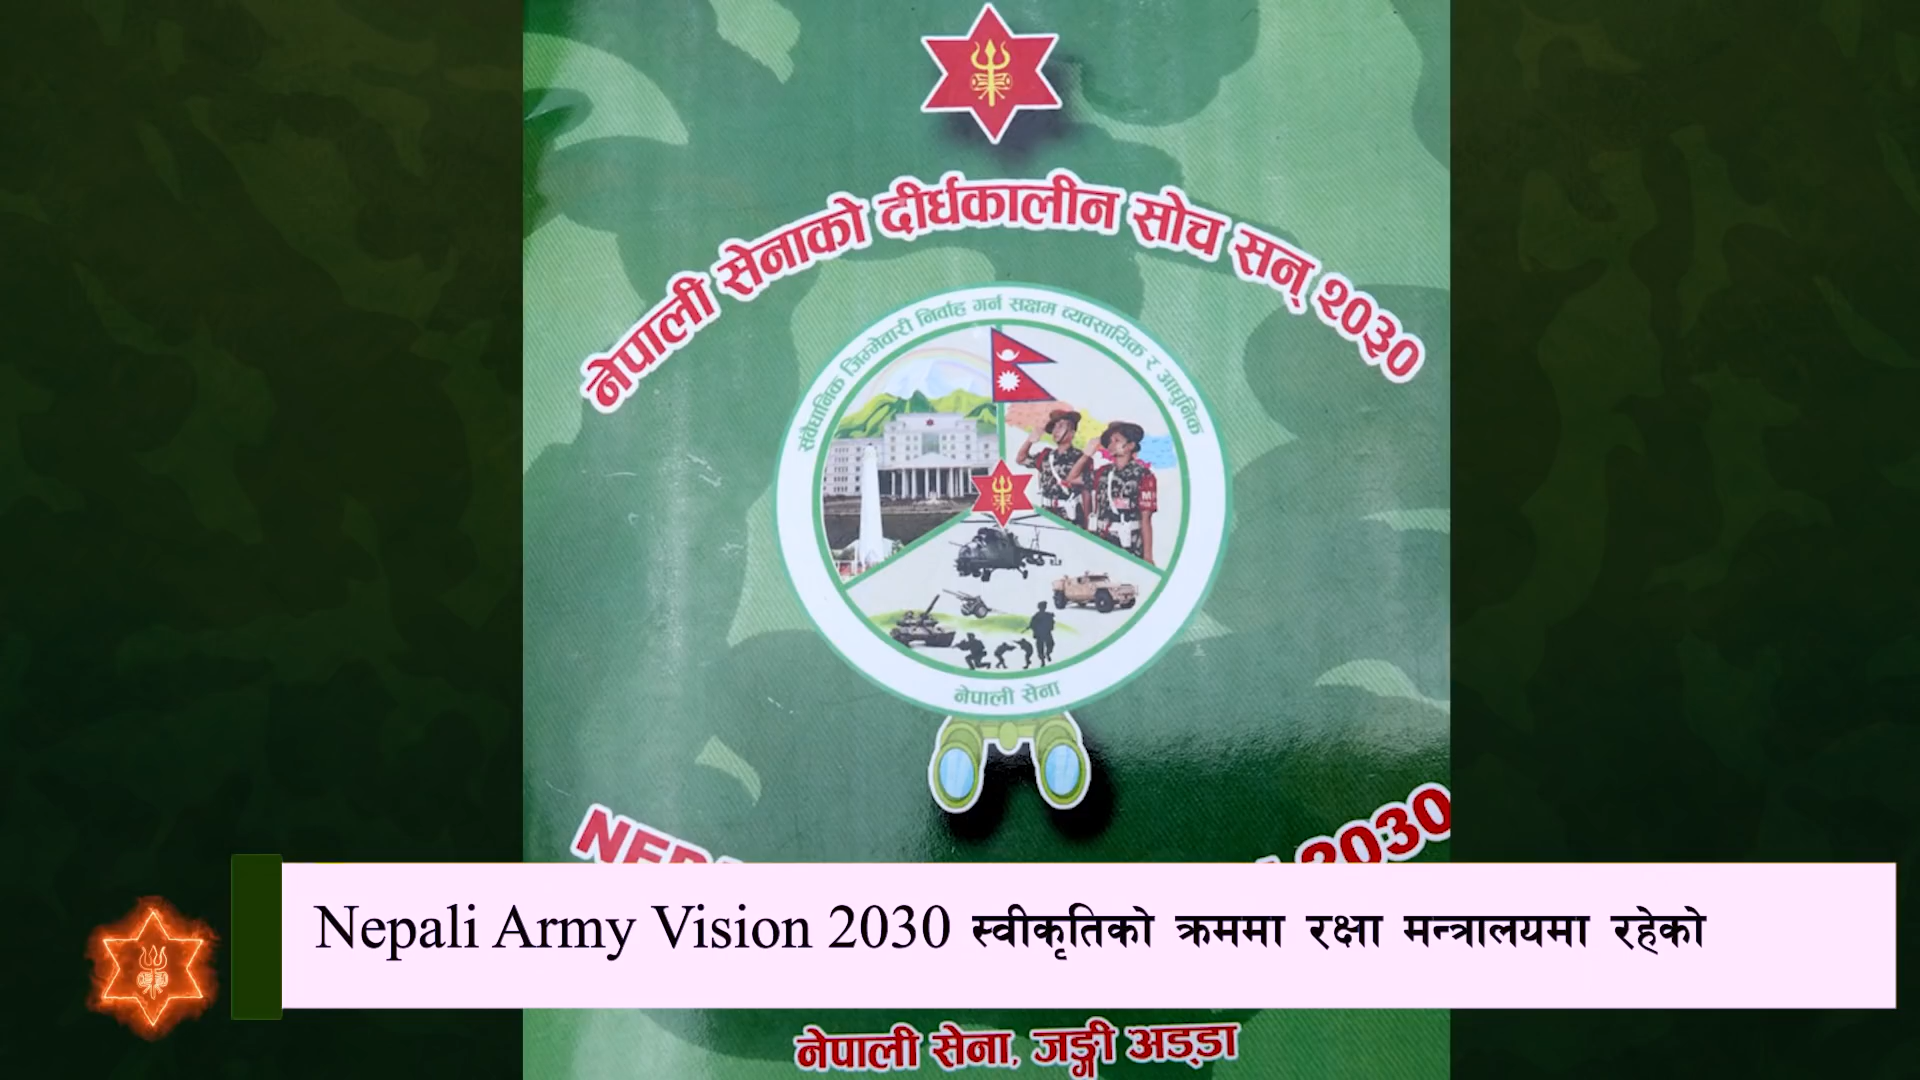 नेपाली सेनाको दीर्घकालीन सोच सन् २०३०
संवैधानिक जिम्मेवारी निर्वाह गर्न सक्षम व्यवसायिक र आधुनिक
नेपाली सेना
2030
Nepali Army Vision 2030 स्वीकृतिको क्रममा रक्षा मन्त्रालयमा रहेको
नेपाली सेना, जङ्गी अड्डा